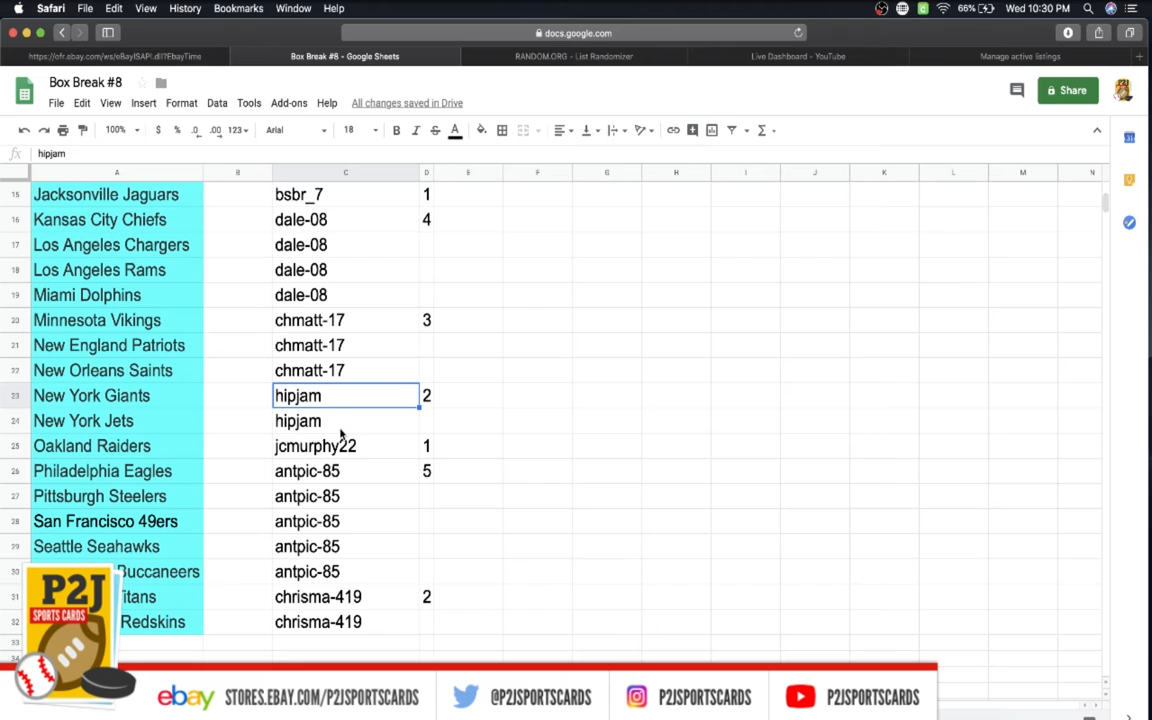 Safari File Edit View History Bookmarks Window Help 66% Wed 10:30 PM
docs.google.com
https://ofr.ebay.com/ws/eBayISAPI.dll?EbayTime Box Break #8 - Google Sheets RANDOM.ORG - List Randomizer Live Dashboard - YouTube Manage active listings
Box Break #8
File Edit View Insert Format Data Tools Add-ons Help All changes saved in Drive Share
100% $ % .0 .00 123 Arial 18 B I S A
fx hipjam
A B C D E F G H I J K L M N
15 Jacksonville Jaguars bsbr_7 1
16 Kansas City Chiefs dale-08 4
17 Los Angeles Chargers dale-08
18 Los Angeles Rams dale-08
19 Miami Dolphins dale-08
20 Minnesota Vikings chmatt-17 3
21 New England Patriots chmatt-17
22 New Orleans Saints chmatt-17
23 New York Giants hipjam 2
24 New York Jets hipjam
25 Oakland Raiders jcmurphy22 1
26 Philadelphia Eagles antpic-85 5
27 Pittsburgh Steelers antpic-85
28 San Francisco 49ers antpic-85
29 Seattle Seahawks antpic-85
30 Buccaneers antpic-85
31 Titans chrisma-419 2
32 Redskins chrisma-419
33
P2J
SPORTS CARDS
ebay STORES.EBAY.COM/P2JSPORTSCARDS @P2JSPORTSCARDS P2JSPORTSCARDS P2JSPORTSCARDS